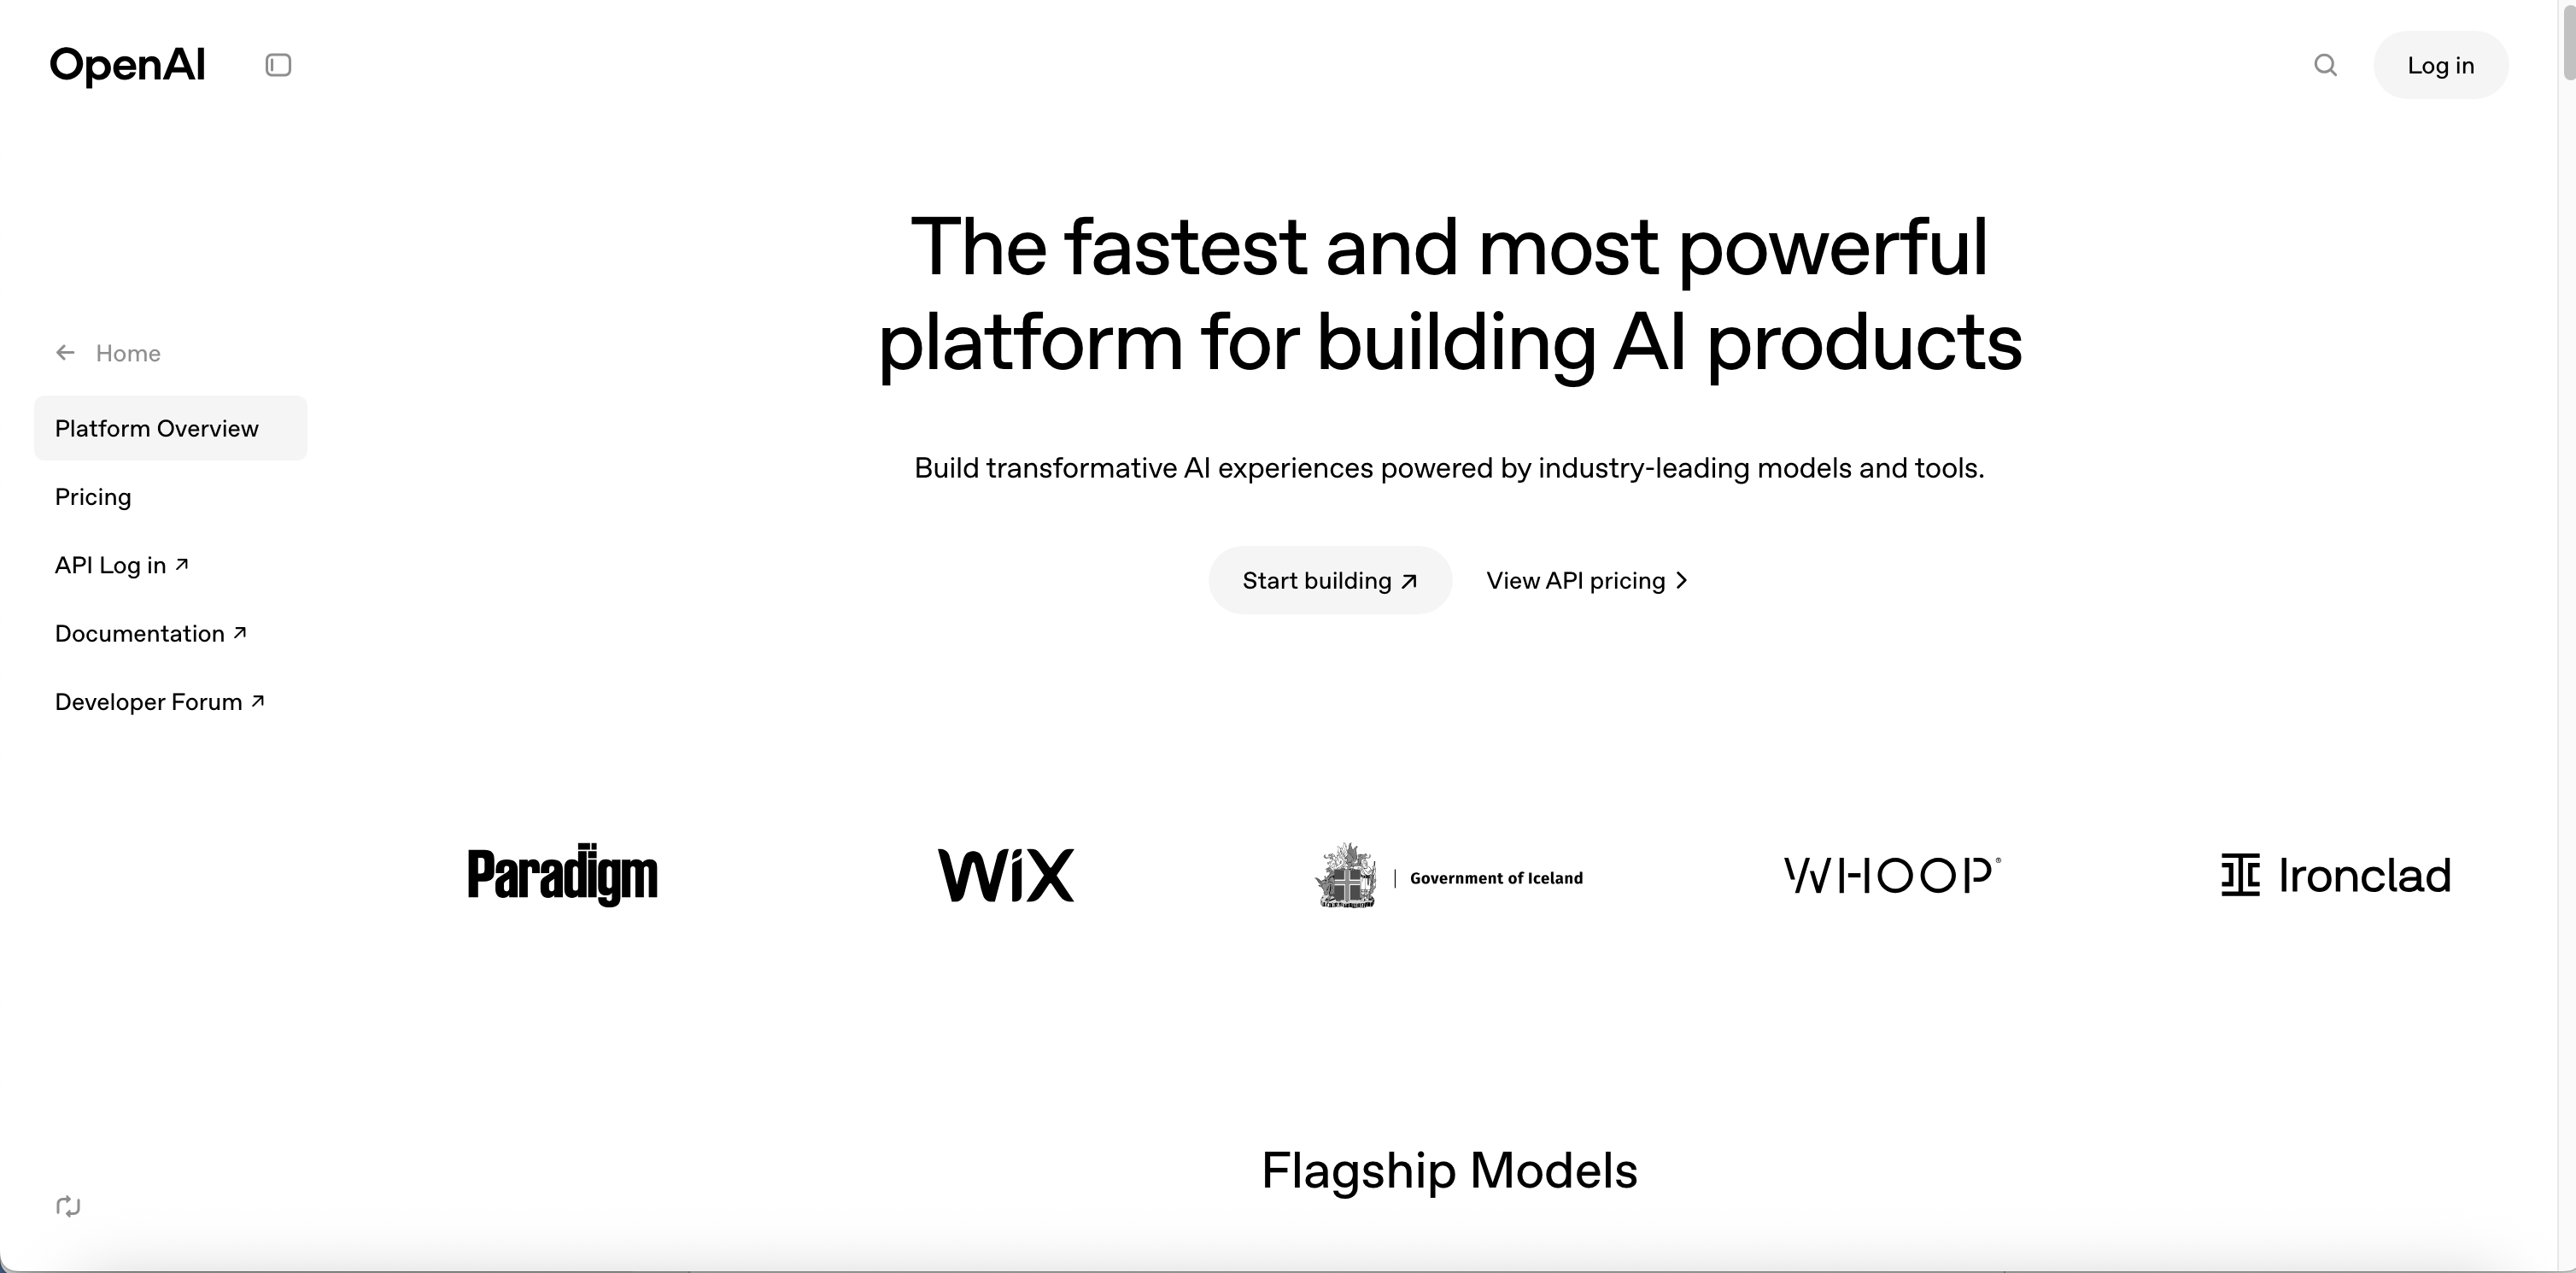 OpenAI
Log in
The fastest and most powerful
platform for building AI products
Build transformative AI experiences powered by industry-leading models and tools.
Start building ↗
View API pricing >
← Home
Platform Overview
Pricing
API Log in ↗
Documentation ↗
Developer Forum ↗
Paradigm
WiX
Government of Iceland
WHOOP®
Ironclad
Flagship Models